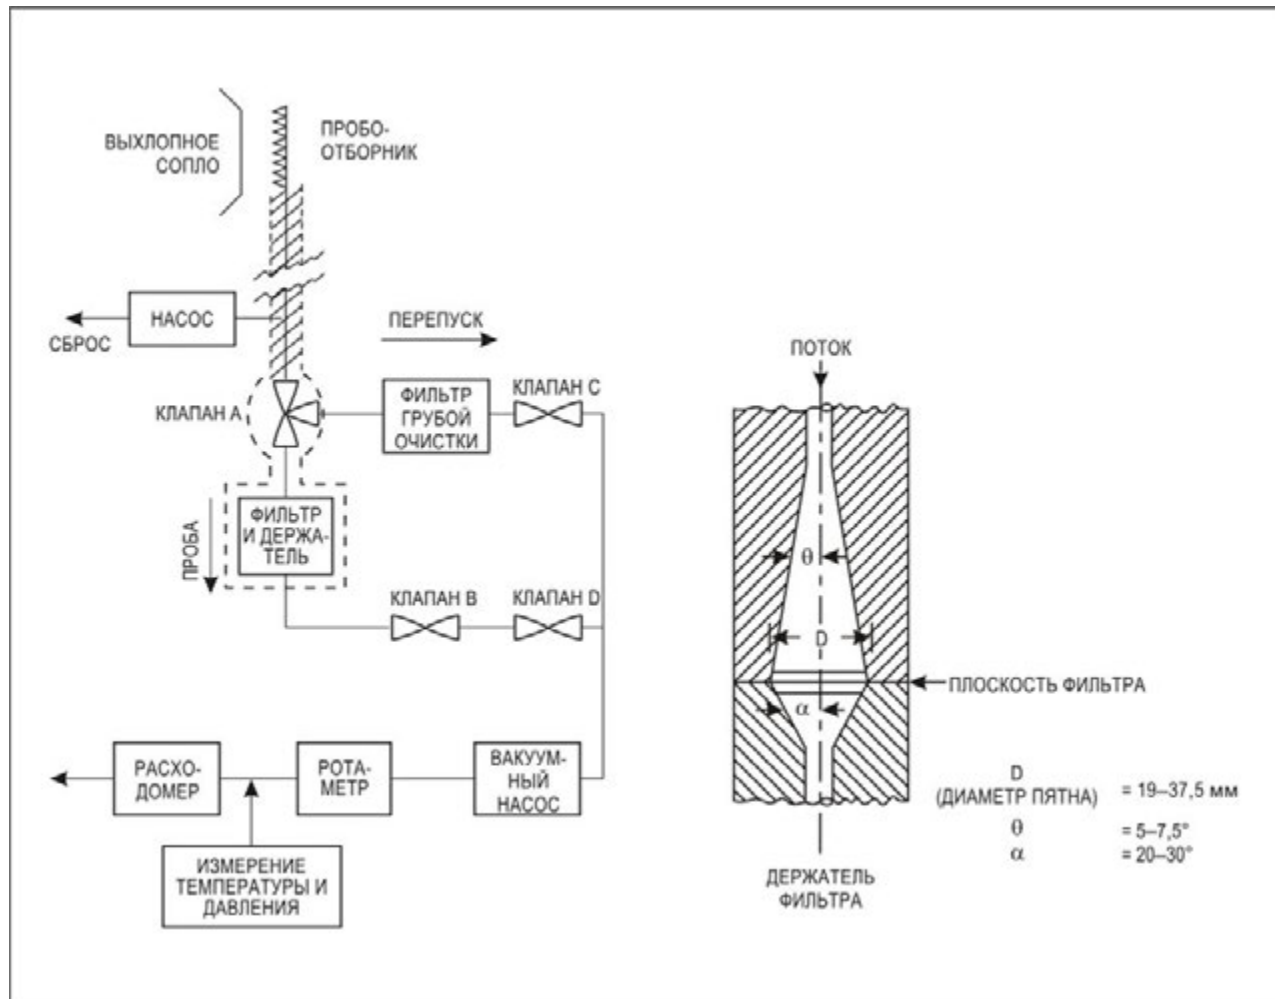 ВЫХЛОПНОЕ
СОПЛО
ПРОБО-
ОТБОРНИК
НАСОС
СБРОС
ПЕРЕПУСК
КЛАПАН А
ФИЛЬТР
ГРУБОЙ
ОЧИСТКИ
КЛАПАН С
ПРОБА
ФИЛЬТР
И ДЕРЖА-
ТЕЛЬ
КЛАПАН В
КЛАПАН D
РАСХО-
ДОМЕР
РОТА-
МЕТР
ВАКУУМ-
НЫЙ
НАСОС
ИЗМЕРЕНИЕ
ТЕМПЕРАТУРЫ И
ДАВЛЕНИЯ
ПОТОК
θ
D
ПЛОСКОСТЬ ФИЛЬТРА
α
D
(ДИАМЕТР ПЯТНА) = 19–37,5 мм
θ = 5–7,5°
α = 20–30°
ДЕРЖАТЕЛЬ
ФИЛЬТРА